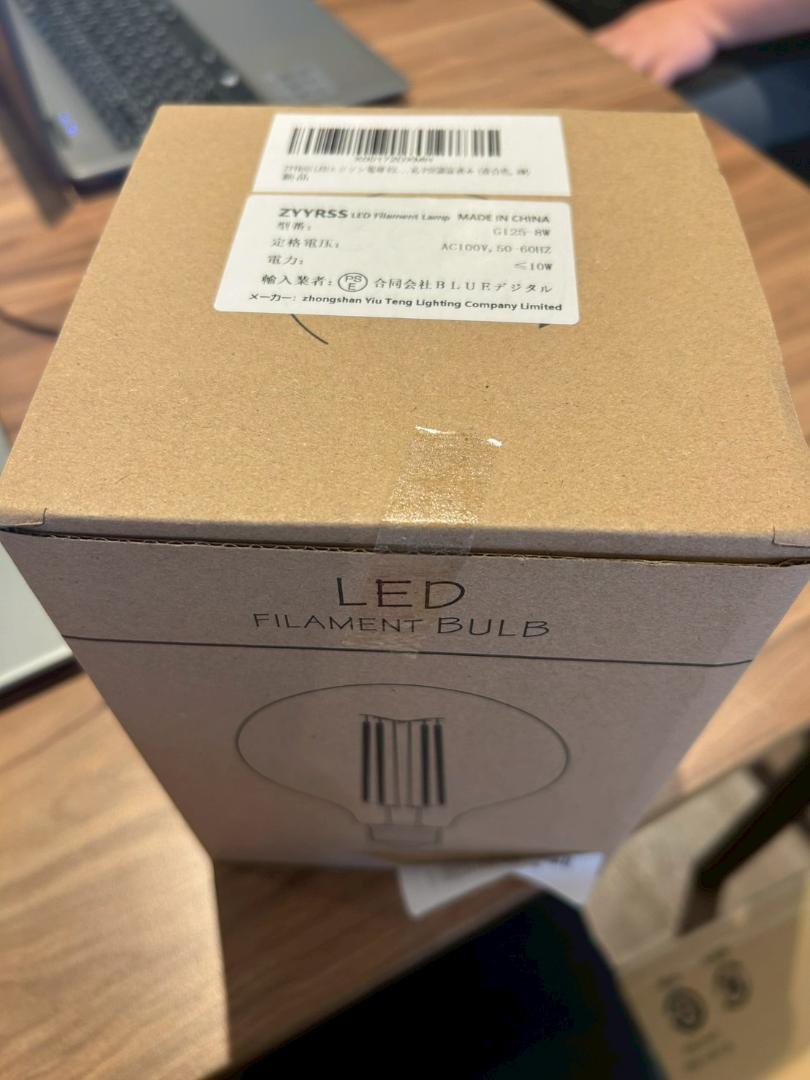 ZYYRSS LED Filament Lamp MADE IN CHINA
型番： G125-8W
定格電圧： AC100V,50-60HZ
電力： ≤10W
輸入業者： PSE 合同会社BLUEデジタル
メーカー：zhongshan Yiu Teng Lighting Company Limited
LED
FILAMENT BULB